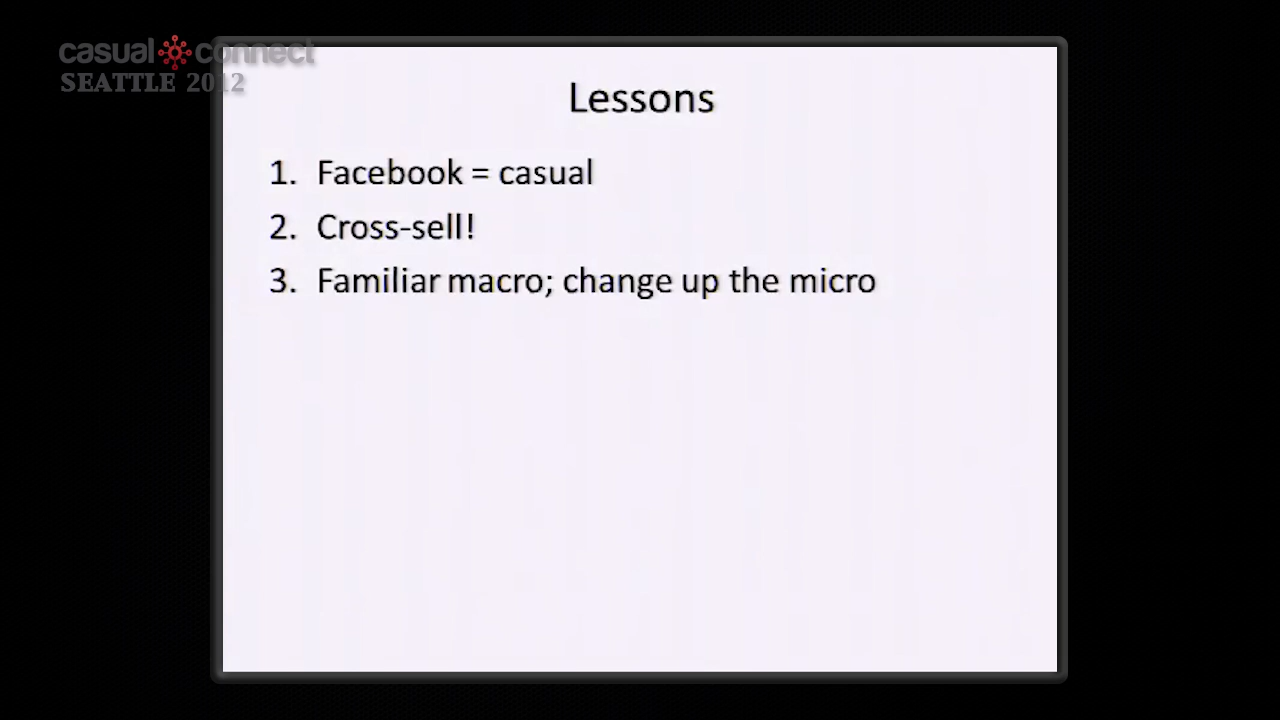 casual connect
SEATTLE 2012
Lessons
1. Facebook = casual
2. Cross-sell!
3. Familiar macro; change up the micro